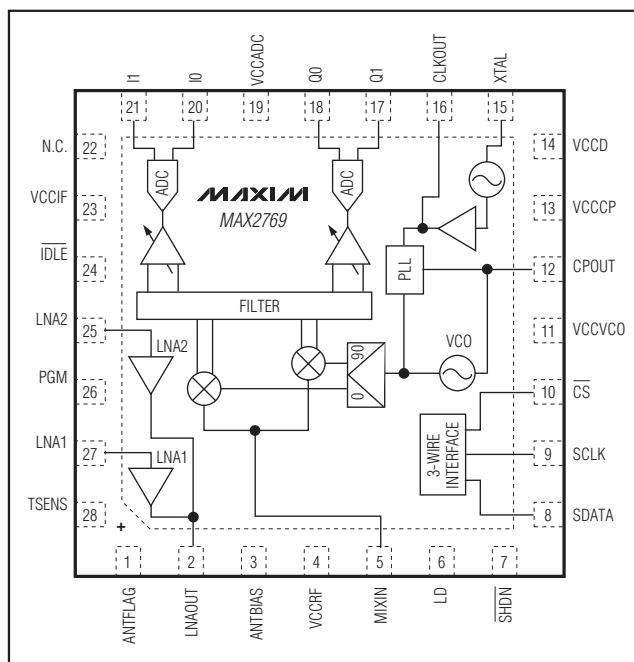 I1 I0 VCCADC Q0 Q1 CLKOUT XTAL
21 20 19 18 17 16 15
N.C. 22
VCCIF 23
IDLE 24
LNA2 25
PGM 26
LNA1 27
TSENS 28
14 VCCD
13 VCCCP
12 CPOUT
11 VCCVCO
10 CS
9 SCLK
8 SDATA
ADC
MAXIM
MAX2769
ADC
PLL
FILTER
LNA2
90
0
VCO
3-WIRE
INTERFACE
LNA1
+
1 2 3 4 5 6 7
ANTFLAG LNAOUT ANTBIAS VCCRF MIXIN LD SHDN